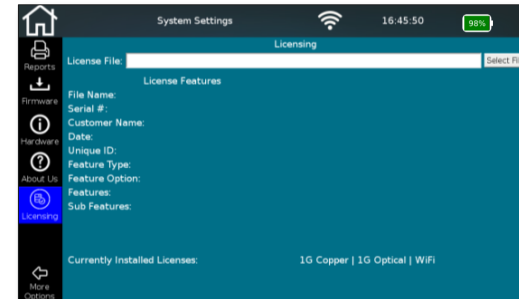 System Settings 16:45:50 98%
Licensing
Reports
License File: Select Fi
License Features
Firmware
File Name:
Serial #:
Customer Name:
Hardware
Date:
Unique ID:
Feature Type:
About Us
Feature Option:
Features:
Sub Features:
Licensing
Currently Installed Licenses: 1G Copper | 1G Optical | WiFi
More
Options